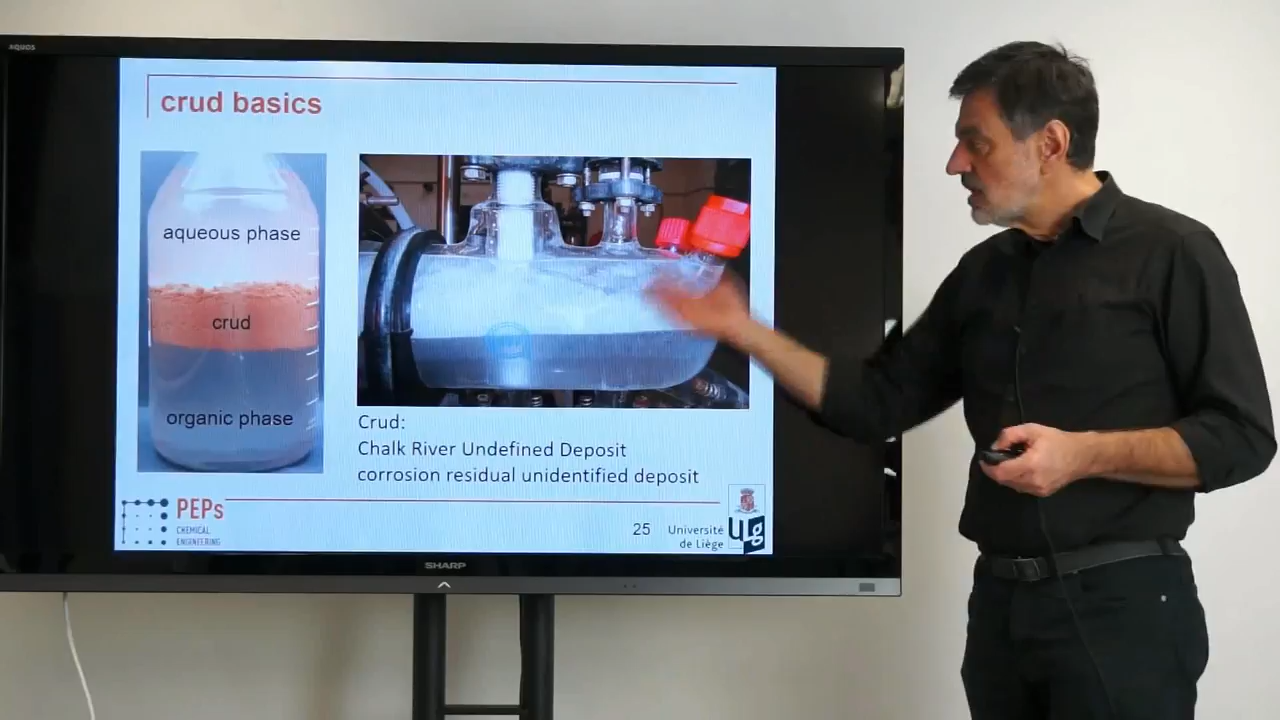 AQUOS
crud basics
aqueous phase
crud
organic phase
Crud:
Chalk River Undefined Deposit
corrosion residual unidentified deposit
PEPs
CHEMICAL
ENGINEERING
25
Université
de Liège
ULg
SHARP